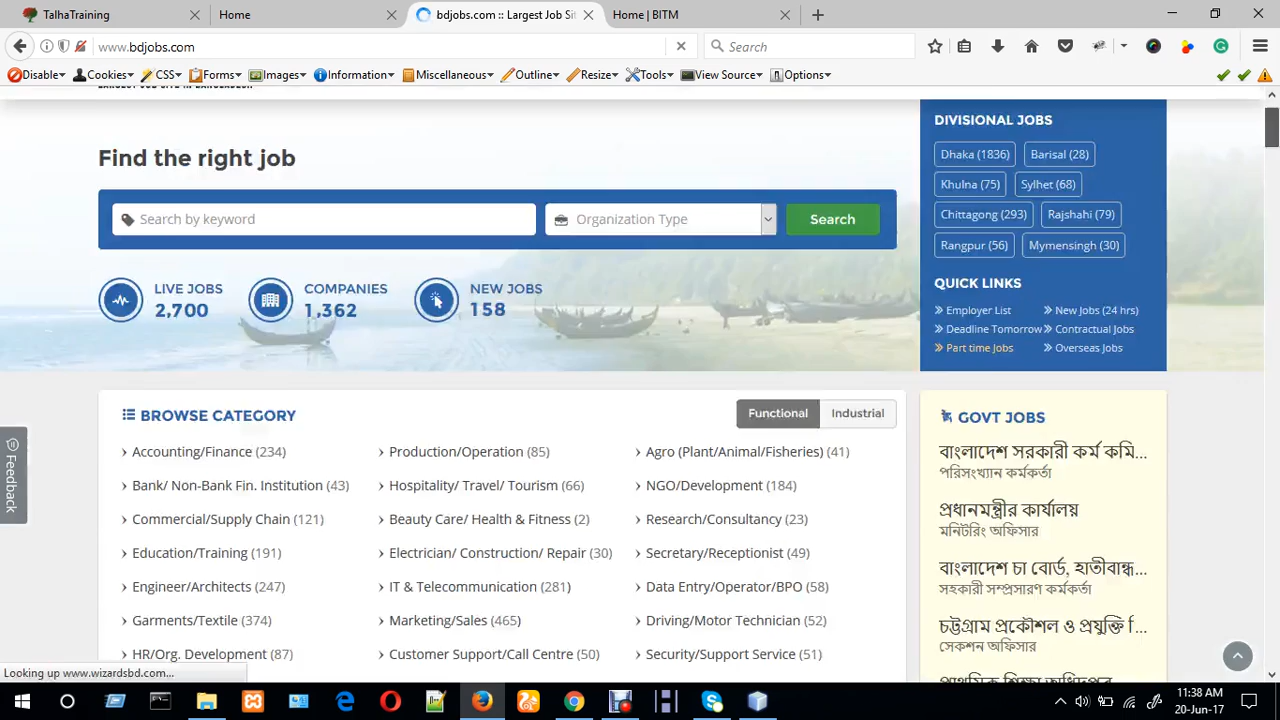 TalhaTraining
Home
bdjobs.com :: Largest Job Sit
Home | BITM
www.bdjobs.com
Search
Disable
Cookies
CSS
Forms
Images
Information
Miscellaneous
Outline
Resize
Tools
View Source
Options
LARGEST JOB SITE IN BANGLADESH
Find the right job
Search by keyword
Organization Type
Search
LIVE JOBS
2,700
COMPANIES
1,362
NEW JOBS
158
DIVISIONAL JOBS
Dhaka (1836)
Barisal (28)
Khulna (75)
Sylhet (68)
Chittagong (293)
Rajshahi (79)
Rangpur (56)
Mymensingh (30)
QUICK LINKS
Employer List
New Jobs (24 hrs)
Deadline Tomorrow
Contractual Jobs
Part time Jobs
Overseas Jobs
BROWSE CATEGORY
Functional
Industrial
Accounting/Finance (234)
Production/Operation (85)
Agro (Plant/Animal/Fisheries) (41)
Bank/ Non-Bank Fin. Institution (43)
Hospitality/ Travel/ Tourism (66)
NGO/Development (184)
Commercial/Supply Chain (121)
Beauty Care/ Health & Fitness (2)
Research/Consultancy (23)
Education/Training (191)
Electrician/ Construction/ Repair (30)
Secretary/Receptionist (49)
Engineer/Architects (247)
IT & Telecommunication (281)
Data Entry/Operator/BPO (58)
Garments/Textile (374)
Marketing/Sales (465)
Driving/Motor Technician (52)
HR/Org. Development (87)
Customer Support/Call Centre (50)
Security/Support Service (51)
GOVT JOBS
বাংলাদেশ সরকারী কর্ম কমি...
পরিসংখ্যান কর্মকর্তা
প্রধানমন্ত্রীর কার্যালয়
মনিটরিং অফিসার
বাংলাদেশ চা বোর্ড, হাতীবান্ধ...
সহকারী সম্প্রসারণ কর্মকর্তা
চট্টগ্রাম প্রকৌশল ও প্রযুক্তি ি...
সেকশন অফিসার
Feedback
Looking up www.wizardsbd.com...
11:38 AM
20-Jun-17